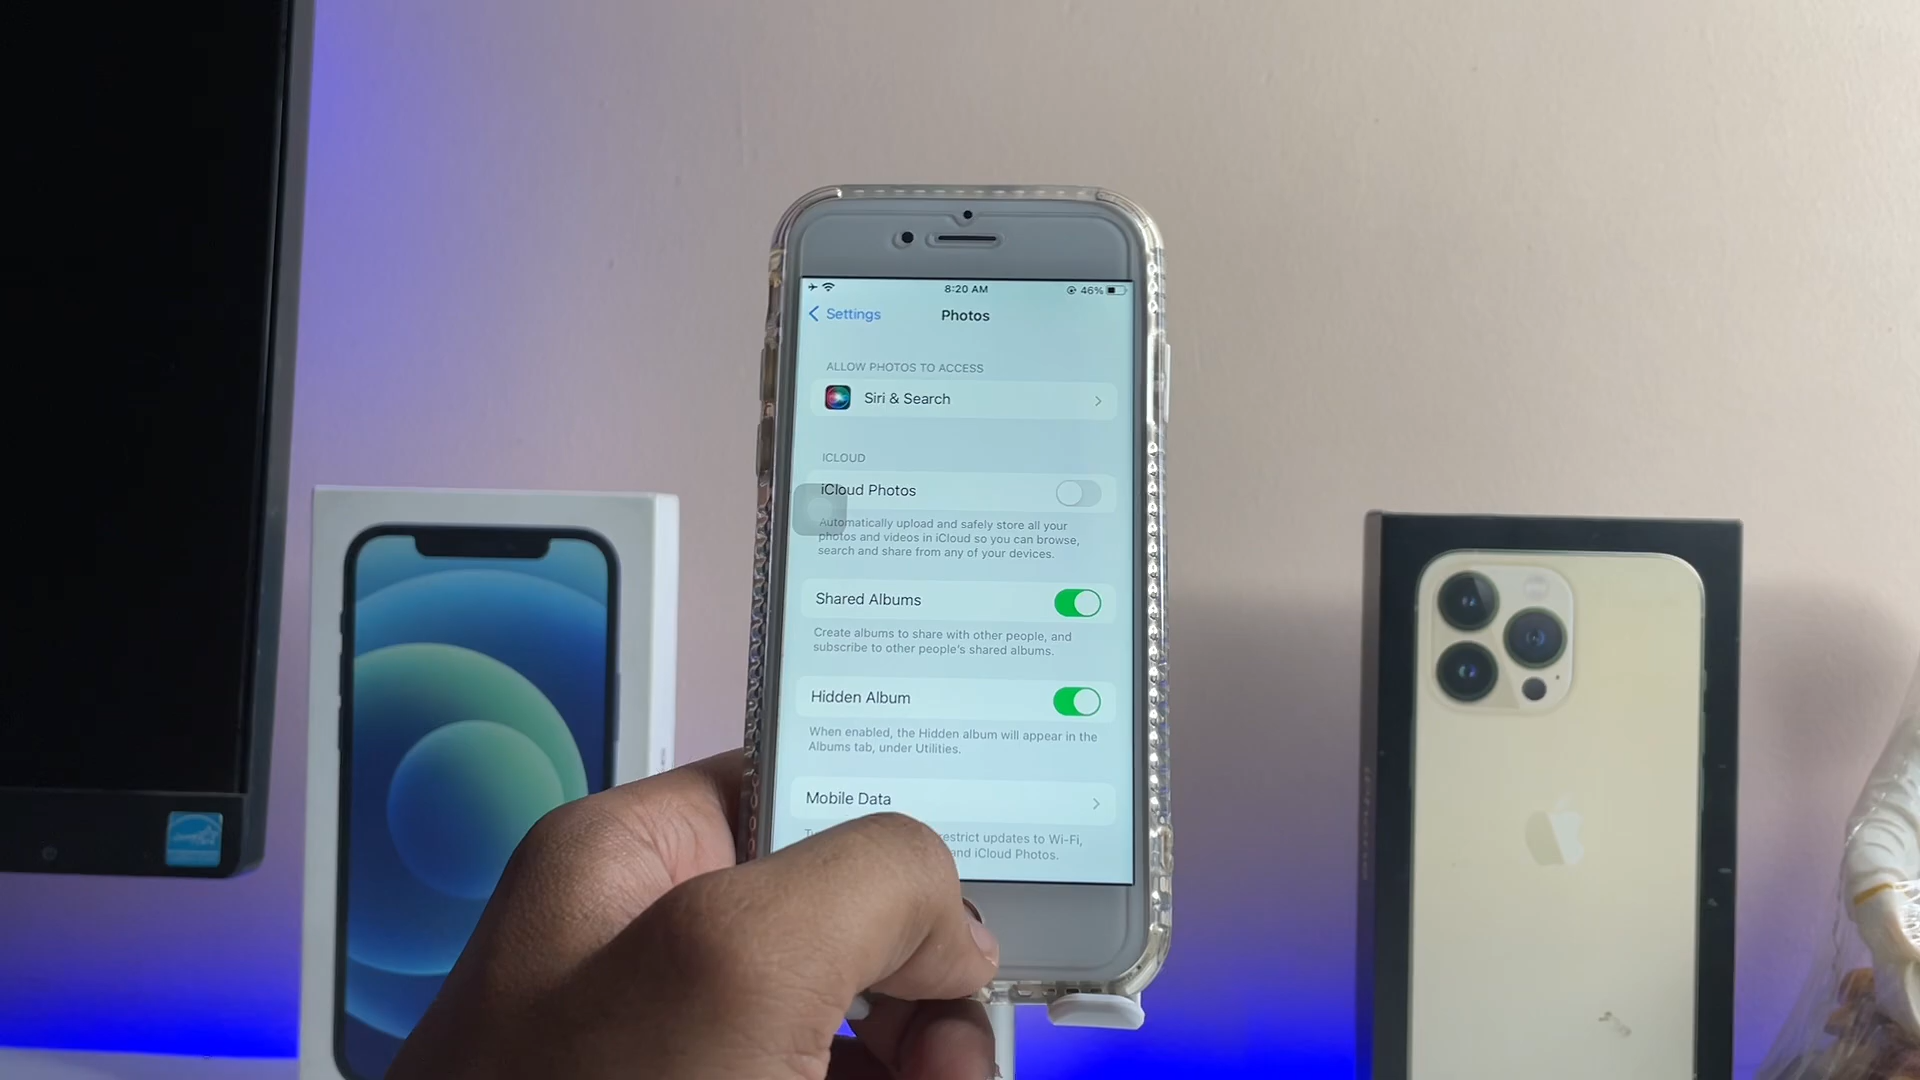 8:20 AM
46%
Settings
Photos
ALLOW PHOTOS TO ACCESS
Siri & Search
ICLOUD
iCloud Photos
Automatically upload and safely store all your
photos and videos in iCloud so you can browse,
search and share from any of your devices.
Shared Albums
Create albums to share with other people, and
subscribe to other people's shared albums.
Hidden Album
When enabled, the Hidden album will appear in the
Albums tab, under Utilities.
Mobile Data
restrict updates to Wi-Fi,
and iCloud Photos.